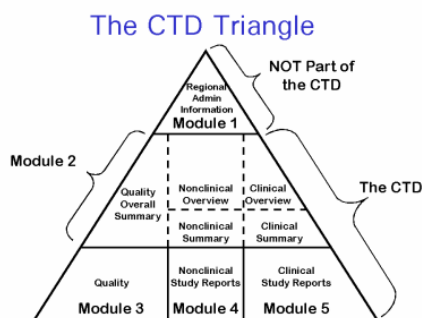 The CTD Triangle
NOT Part of
the CTD
Regional
Admin
Information
Module 1
Module 2
The CTD
Quality
Overall
Summary
Nonclinical
Overview
Clinical
Overview
Nonclinical
Summary
Clinical
Summary
Quality
Module 3
Nonclinical
Study Reports
Module 4
Clinical
Study Reports
Module 5